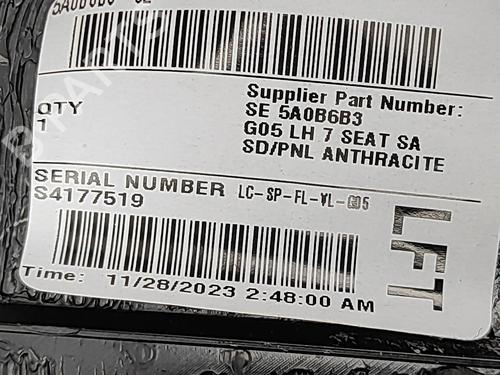 QTY
1
Supplier Part Number:
SE 5A0B6B3
G05 LH 7 SEAT SA
SD/PNL ANTHRACITE
SERIAL NUMBER LC-SP-FL-VL-G05
S4177519
LFT
Time: 11/28/2023 2:48:00 AM